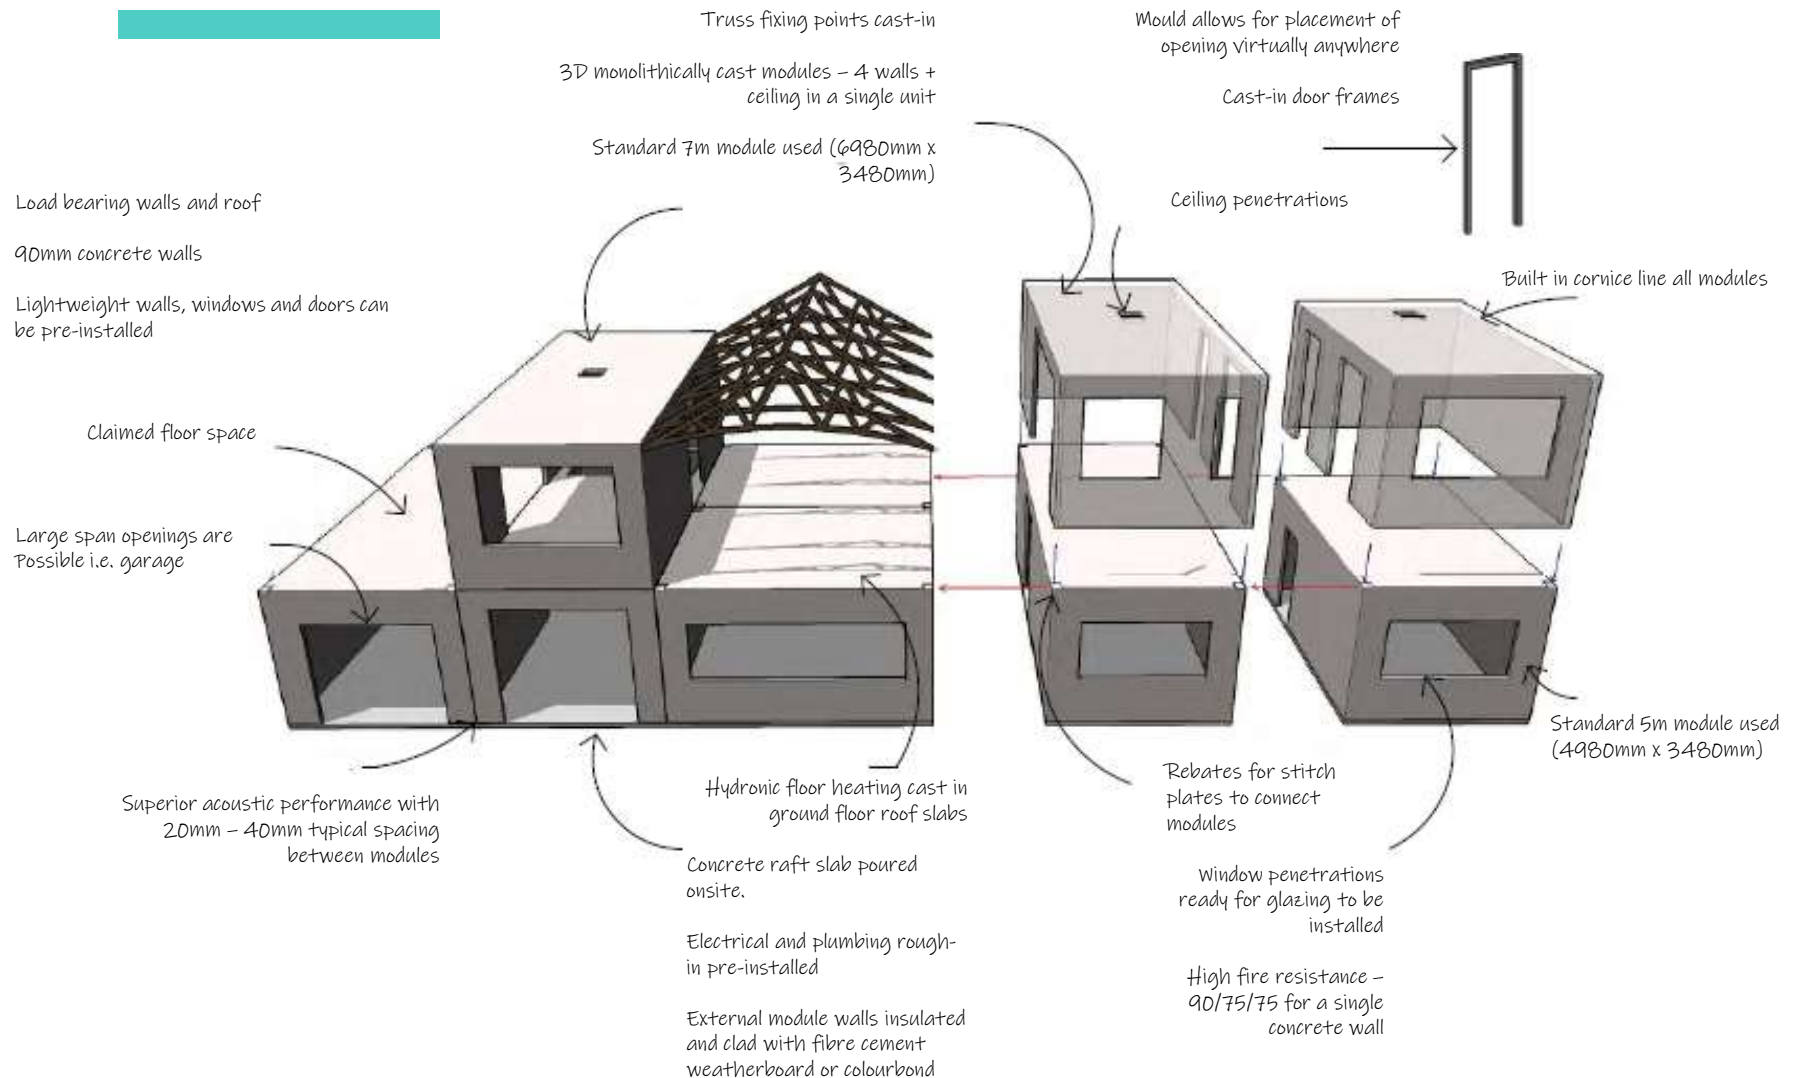 Truss fixing points cast-in
3D monolithically cast modules – 4 walls +
ceiling in a single unit
Standard 7m module used (6980mm x
3480mm)
Mould allows for placement of
opening virtually anywhere
Cast-in door frames
Ceiling penetrations
Load bearing walls and roof
90mm concrete walls
Lightweight walls, windows and doors can
be pre-installed
Built in cornice line all modules
Claimed floor space
Large span openings are
Possible i.e. garage
Superior acoustic performance with
20mm – 40mm typical spacing
between modules
Hydronic floor heating cast in
ground floor roof slabs
Concrete raft slab poured
onsite.
Electrical and plumbing rough-
in pre-installed
External module walls insulated
and clad with fibre cement
weatherboard or colourbond
Rebates for stitch
plates to connect
modules
Standard 5m module used
(4980mm x 3480mm)
Window penetrations
ready for glazing to be
installed
High fire resistance –
90/75/75 for a single
concrete wall